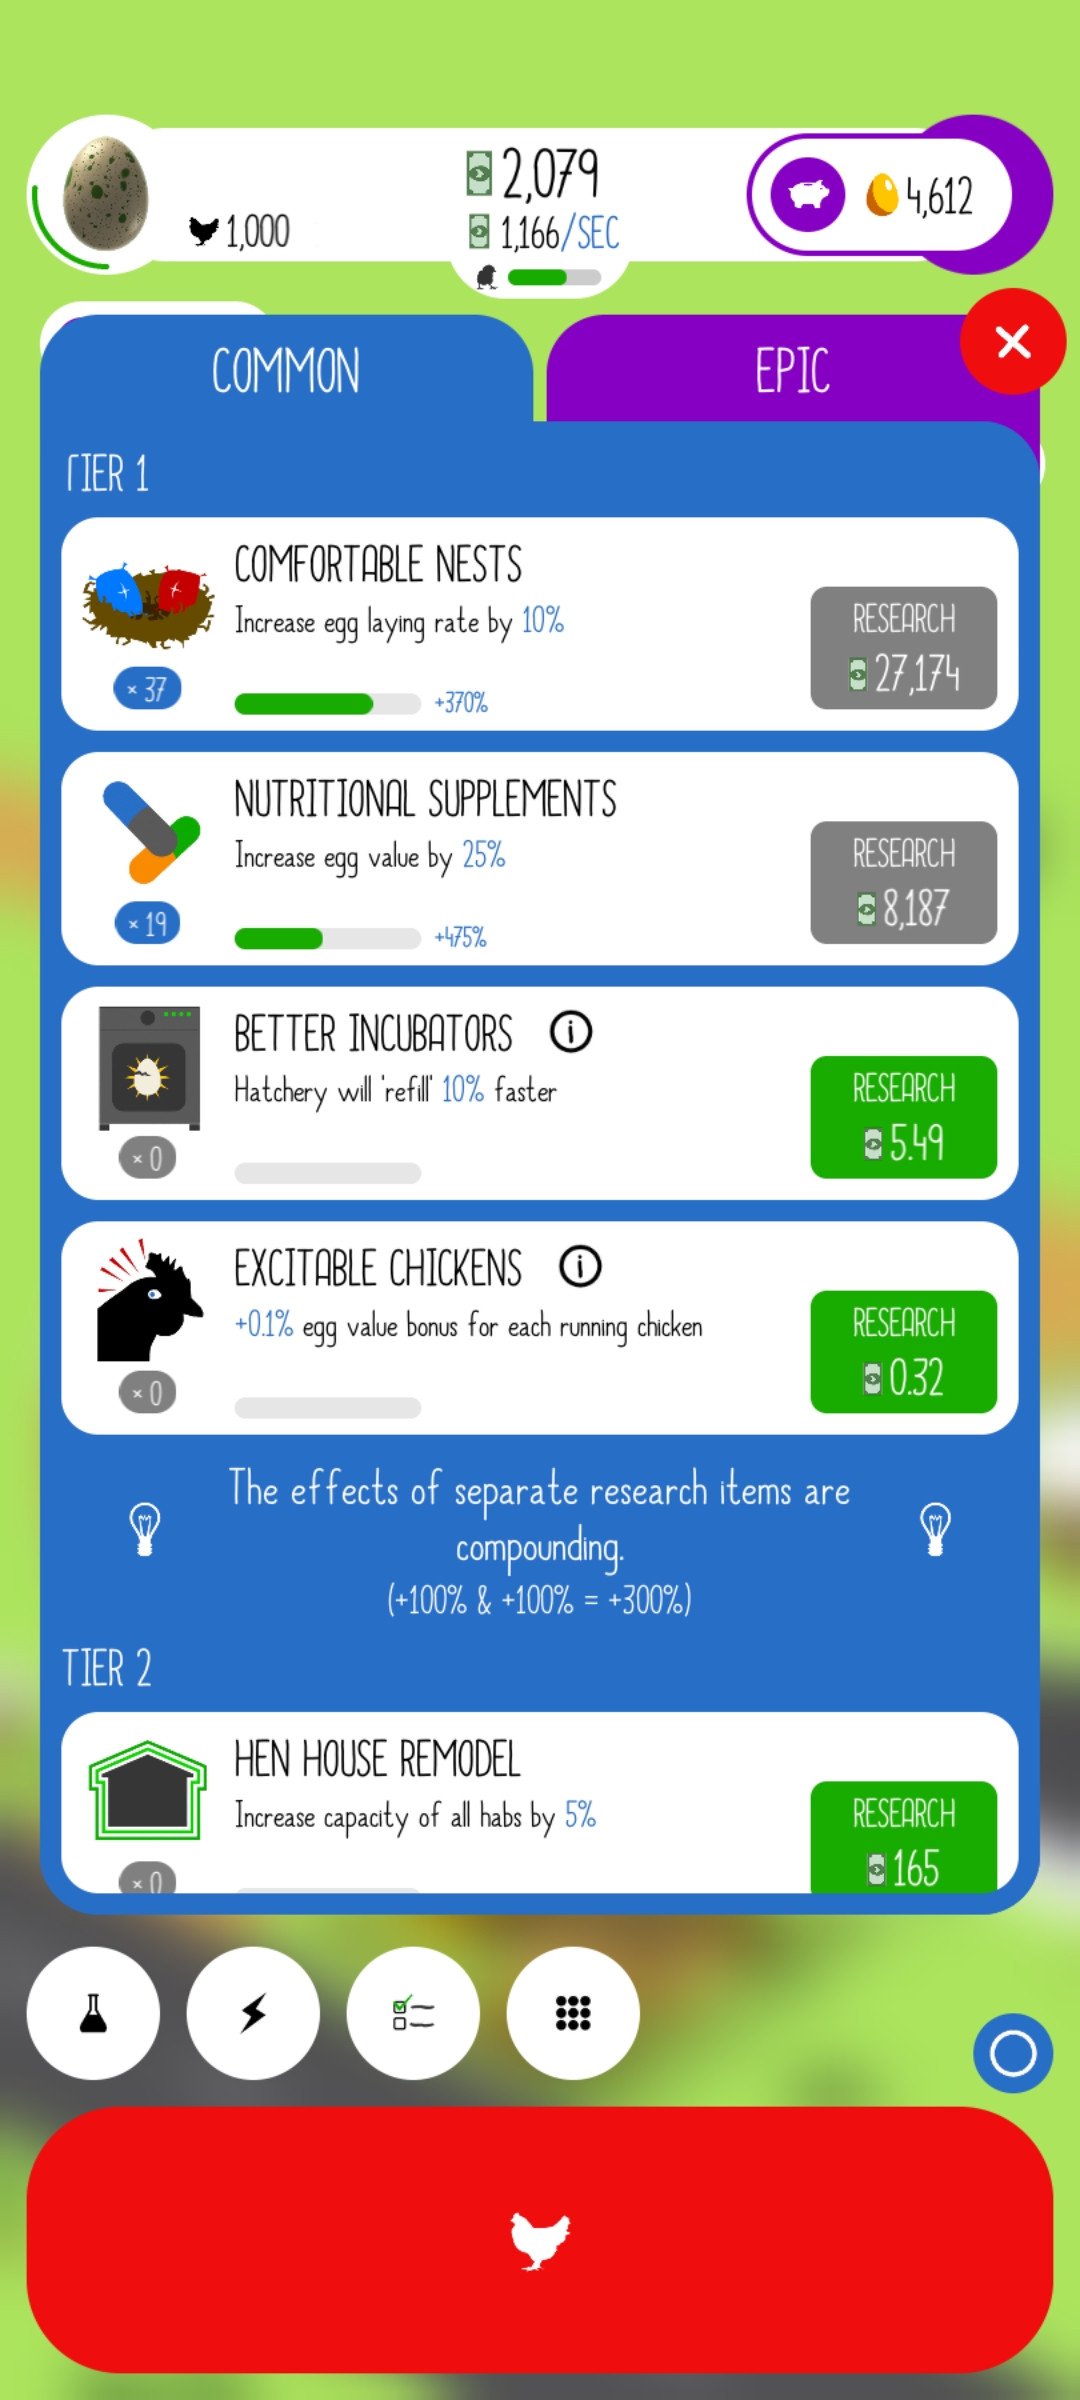 2,079
1,000
1,166/SEC
4,612
COMMON
EPIC
TIER 1
COMFORTABLE NESTS
Increase egg laying rate by 10%
× 37
+370%
RESEARCH
27,174
NUTRITIONAL SUPPLEMENTS
Increase egg value by 25%
× 19
+475%
RESEARCH
8,187
BETTER INCUBATORS
Hatchery will 'refill' 10% faster
× 0
RESEARCH
5.49
EXCITABLE CHICKENS
+0.1% egg value bonus for each running chicken
× 0
RESEARCH
0.32
The effects of separate research items are
compounding.
(+100% & +100% = +300%)
TIER 2
HEN HOUSE REMODEL
Increase capacity of all habs by 5%
× 0
RESEARCH
165